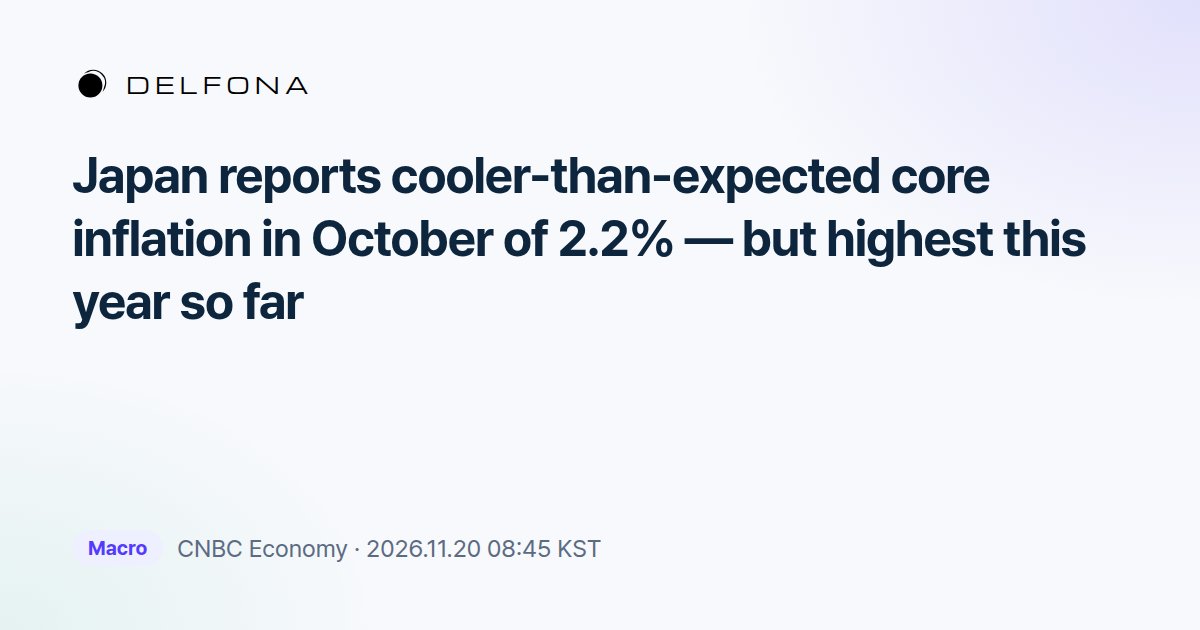 DELFONA
Japan reports cooler-than-expected core
inflation in October of 2.2% — but highest this
year so far
Macro CNBC Economy · 2026.11.20 08:45 KST